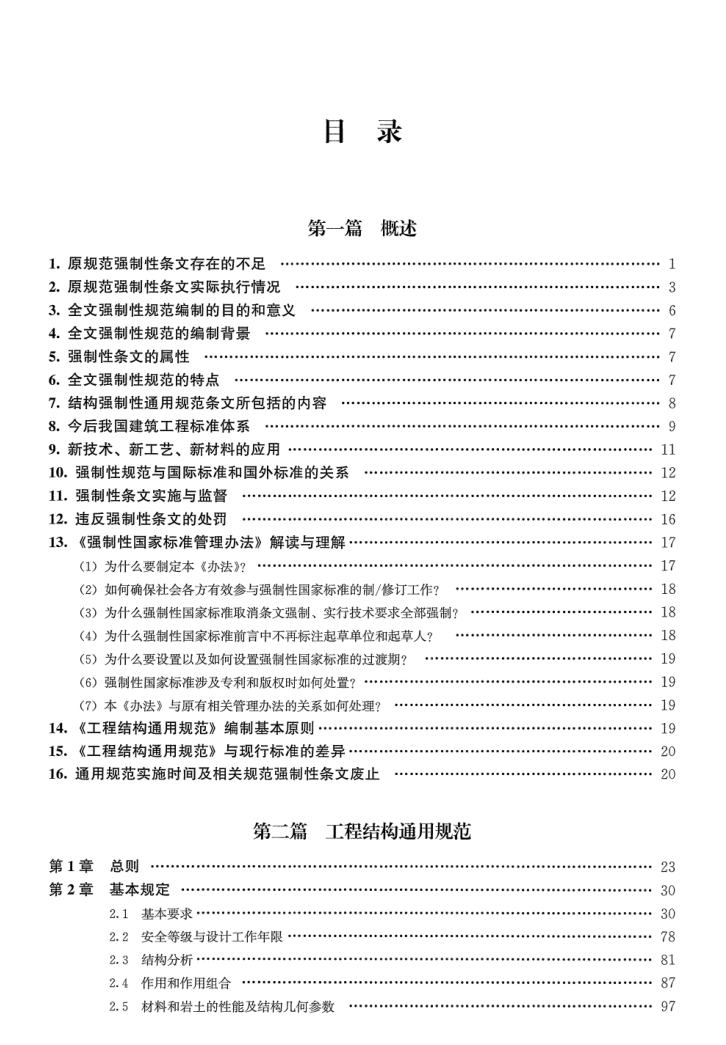 目 录
第一篇 概述
1. 原规范强制性条文存在的不足 …… 1
2. 原规范强制性条文实际执行情况 …… 3
3. 全文强制性规范编制的目的和意义 …… 6
4. 全文强制性规范的编制背景 …… 7
5. 强制性条文的属性 …… 7
6. 全文强制性规范的特点 …… 7
7. 结构强制性通用规范条文所包括的内容 …… 8
8. 今后我国建筑工程标准体系 …… 9
9. 新技术、新工艺、新材料的应用 …… 11
10. 强制性规范与国际标准和国外标准的关系 …… 12
11. 强制性条文实施与监督 …… 12
12. 违反强制性条文的处罚 …… 16
13. 《强制性国家标准管理办法》解读与理解 …… 17
（1）为什么要制定本《办法》？ …… 17
（2）如何确保社会各方有效参与强制性国家标准的制/修订工作？ …… 18
（3）为什么强制性国家标准取消条文强制、实行技术要求全部强制？ …… 18
（4）为什么强制性国家标准前言中不再标注起草单位和起草人？ …… 18
（5）为什么要设置以及如何设置强制性国家标准的过渡期？ …… 19
（6）强制性国家标准涉及专利和版权时如何处置？ …… 19
（7）本《办法》与原有相关管理办法的关系如何处理？ …… 19
14. 《工程结构通用规范》编制基本原则 …… 19
15. 《工程结构通用规范》与现行标准的差异 …… 20
16. 通用规范实施时间及相关规范强制性条文废止 …… 20
第二篇 工程结构通用规范
第1章 总则 …… 23
第2章 基本规定 …… 30
2.1 基本要求 …… 30
2.2 安全等级与设计工作年限 …… 78
2.3 结构分析 …… 81
2.4 作用和作用组合 …… 87
2.5 材料和岩土的性能及结构几何参数 …… 97